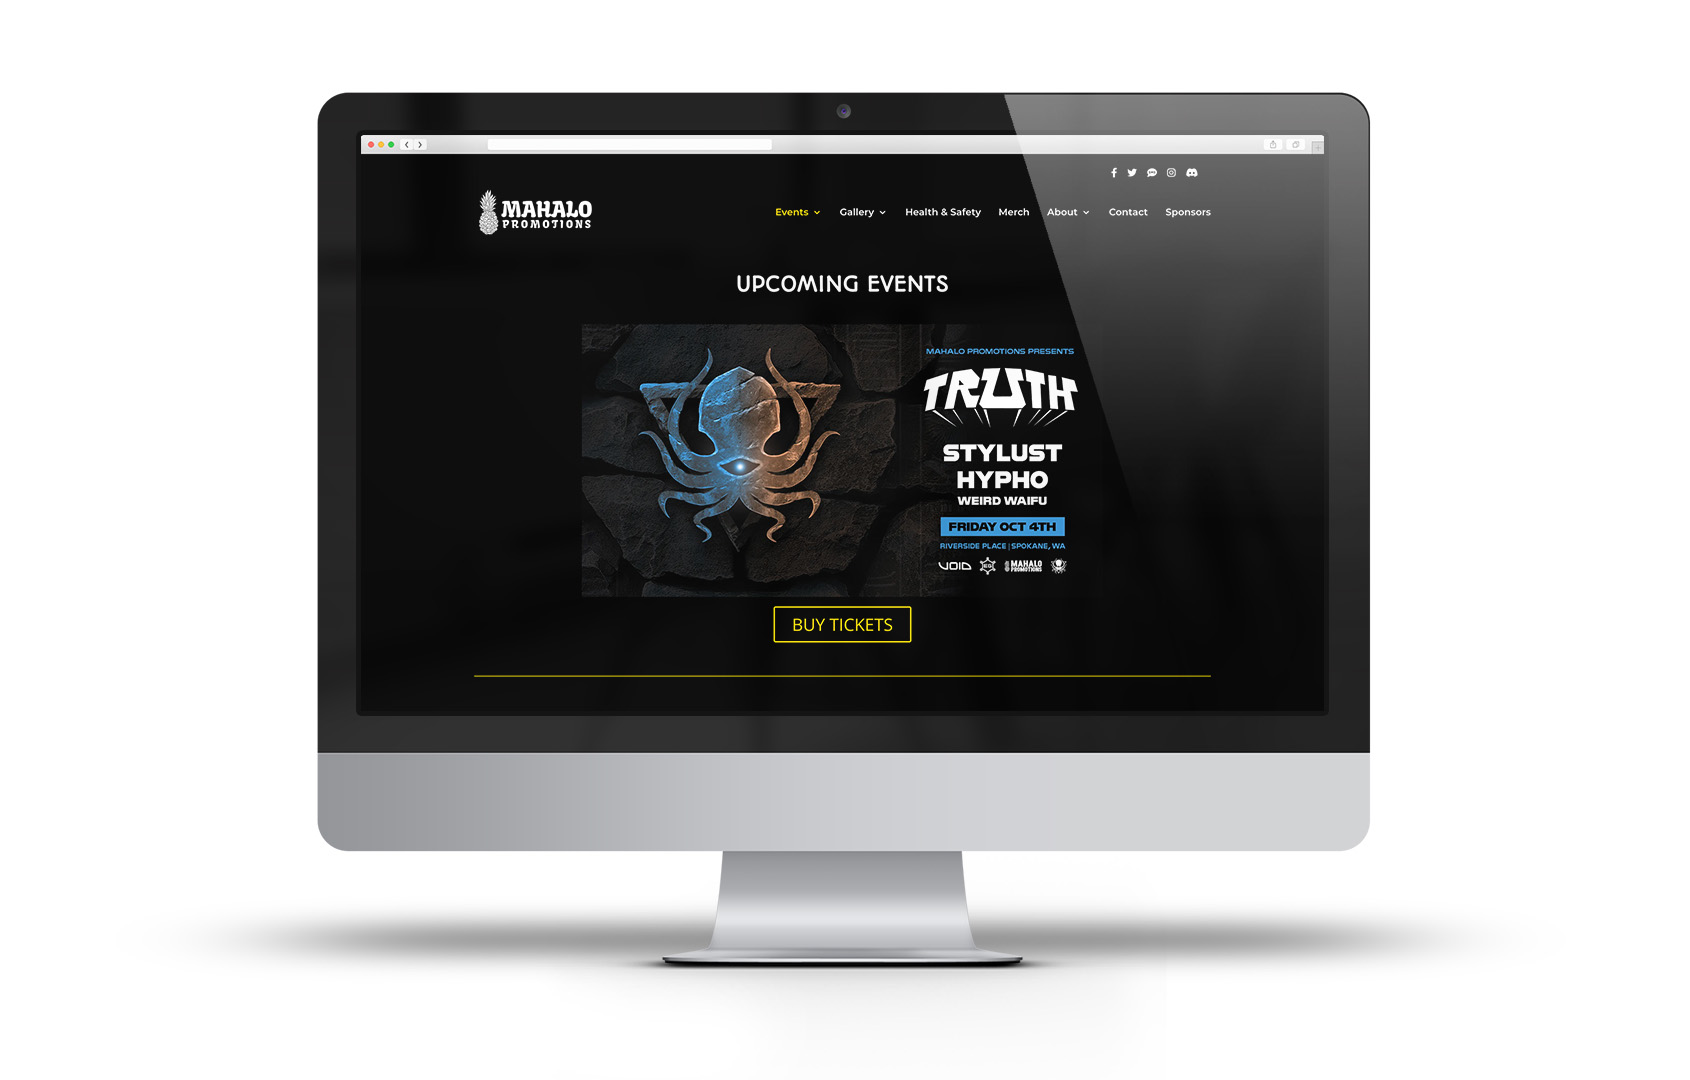 MAHALO
PROMOTIONS
Events
Gallery
Health & Safety
Merch
About
Contact
Sponsors
UPCOMING EVENTS
MAHALO PROMOTIONS PRESENTS
TRUTH
STYLUST
HYPHO
WEIRD WAIFU
FRIDAY OCT 4TH
RIVERSIDE PLACE | SPOKANE, WA
VOID
MAHALO
PROMOTIONS
BUY TICKETS